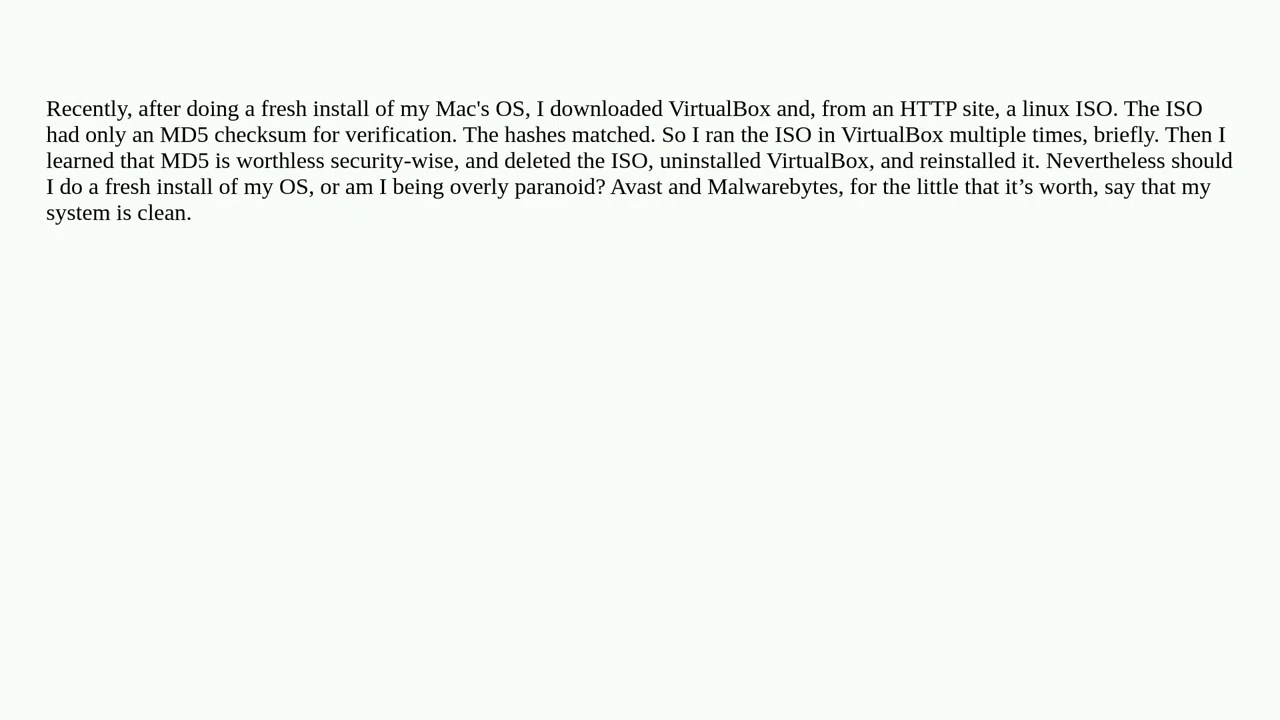 Recently, after doing a fresh install of my Mac's OS, I downloaded VirtualBox and, from an HTTP site, a linux ISO. The ISO
had only an MD5 checksum for verification. The hashes matched. So I ran the ISO in VirtualBox multiple times, briefly. Then I
learned that MD5 is worthless security-wise, and deleted the ISO, uninstalled VirtualBox, and reinstalled it. Nevertheless should
I do a fresh install of my OS, or am I being overly paranoid? Avast and Malwarebytes, for the little that it’s worth, say that my
system is clean.